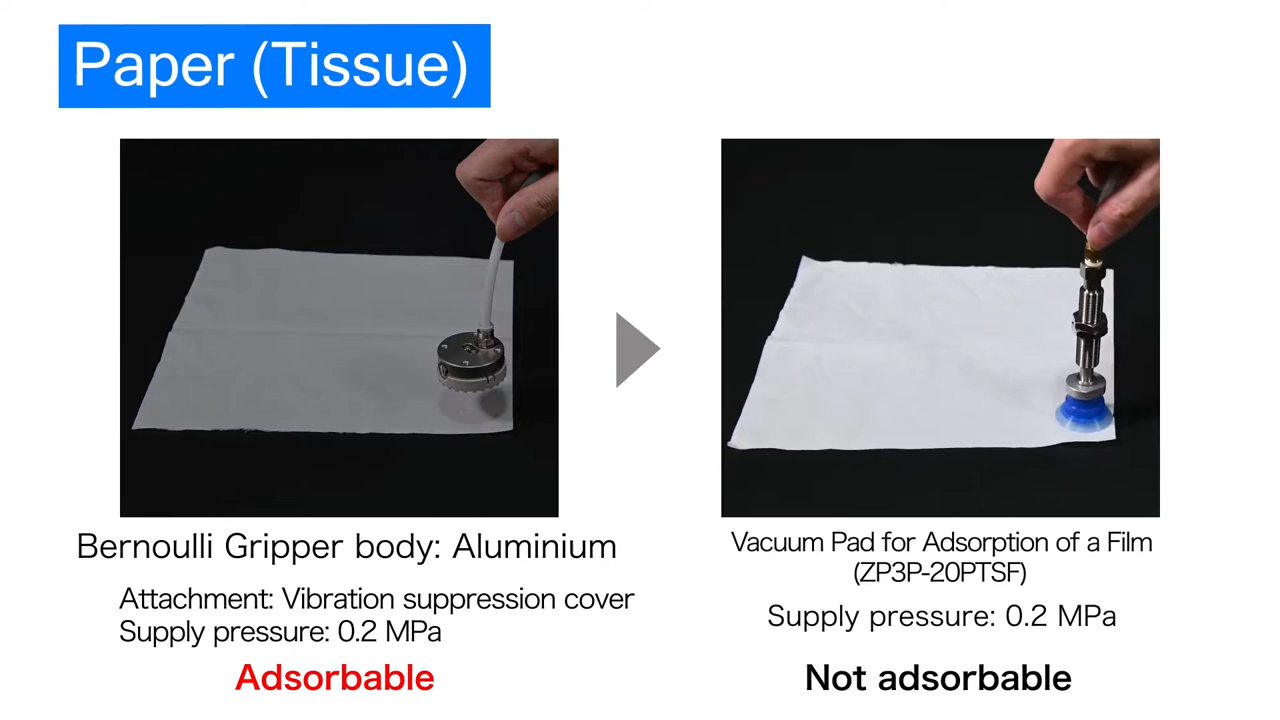 Paper (Tissue)
Bernoulli Gripper body: Aluminium
Attachment: Vibration suppression cover
Supply pressure: 0.2 MPa
Adsorbable
Vacuum Pad for Adsorption of a Film
(ZP3P-20PTSF)
Supply pressure: 0.2 MPa
Not adsorbable